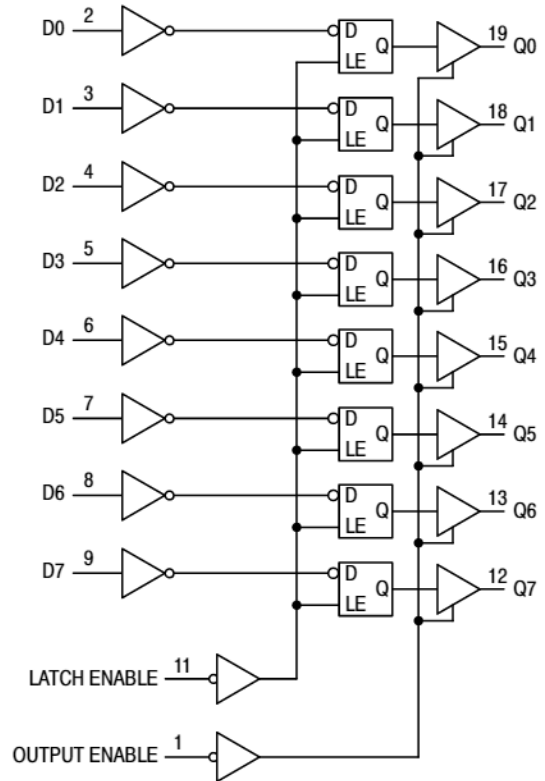 D0 2 D Q LE 19 Q0
D1 3 D Q LE 18 Q1
D2 4 D Q LE 17 Q2
D3 5 D Q LE 16 Q3
D4 6 D Q LE 15 Q4
D5 7 D Q LE 14 Q5
D6 8 D Q LE 13 Q6
D7 9 D Q LE 12 Q7
LATCH ENABLE 11
OUTPUT ENABLE 1